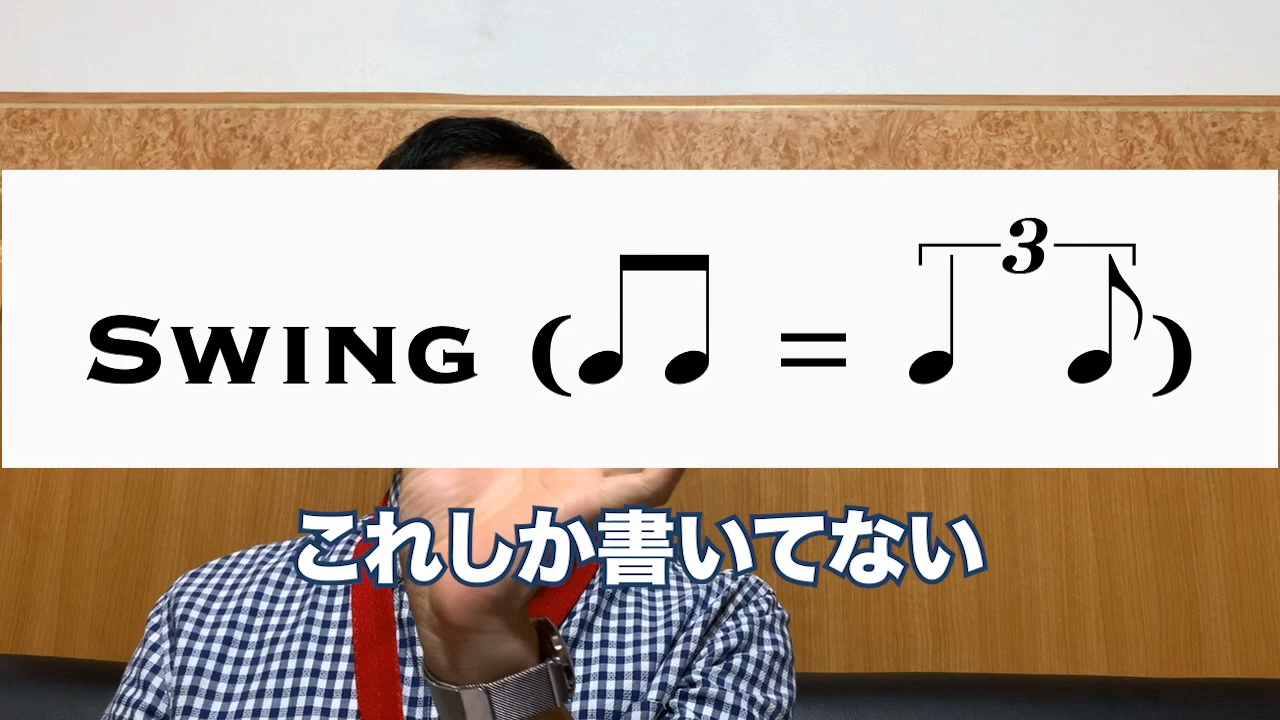 SWING (♫ = 3 ♩ ♪)
これしか書いてない